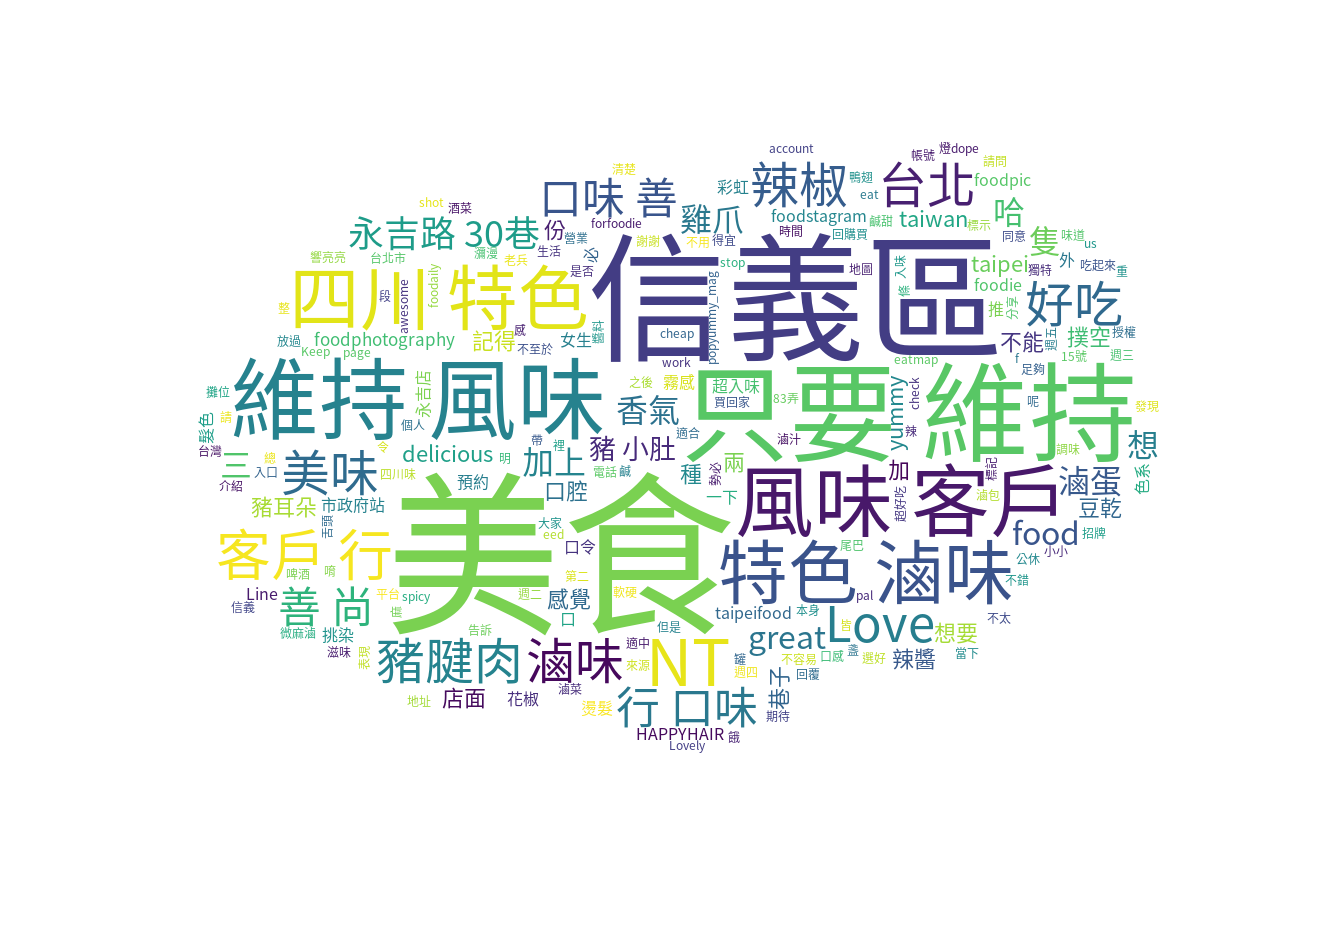 account
帳號
燈dope
請問
清楚
辣椒
鴨翅
台北
foodpic
彩虹
eat
口味 善
shot
酒菜
雞爪
foodstagram
鹹甜
taiwan
標示
哈
永吉路 30巷
份
forfoodie
時間
回購買
同意
隻
味道
us
營業
謝謝
不用
得宜
響亮亮
台北市
瀰漫
老兵
生活
必
信義區
stop
地圖
入味
taipei
獨特
外
吃起來
重
四川 特色
是否
段
awesome
foodaily
popyummy_mag
條
foodie
好吃
整
感
推
分享
放過
foodphotography
記得
不至於
女生
cheap
不能
週五
撲空
授權
Keep
page
work
eatmap
f
15號
週三
維持 風味
永吉店
之後
霧感
超入味
只要 維持
足夠
攤位
香氣
買回家
83弄
yummy
check
呢
發現
髮色
請
個人
適合
滷汁
辣
想
台灣
令
帶
裡
豬 小肚
調味
三
總
美味
delicious
明
加上
兩
加
標記
滷蛋
色系
入口
四川味
電話
鹹
種
勢必
風味 客戶
介紹
預約
口腔
一下
超好吃
滷包
豬耳朵
市政府站
豆乾
舌頭
美食
大家
eed
food
招牌
客戶 行
口令
尾巴
特色 滷味
公休
小小
啤酒
唷
第二
不錯
Line
平台
spicy
週二
感覺
軟硬
pal
信義
善 尚
口
taipeifood
本身
Love
不太
微麻滷
挑染
告訴
但是
great
皆
想要
滋味
表現
豬腱肉
滷味
適中
NT
罐
不容易
口感
盞
選好
辣醬
當下
來源
週四
回覆
地址
店面
花椒
滷菜
燙髮
行 口味
巷子
期待
HAPPYHAIR
餓
Lovely